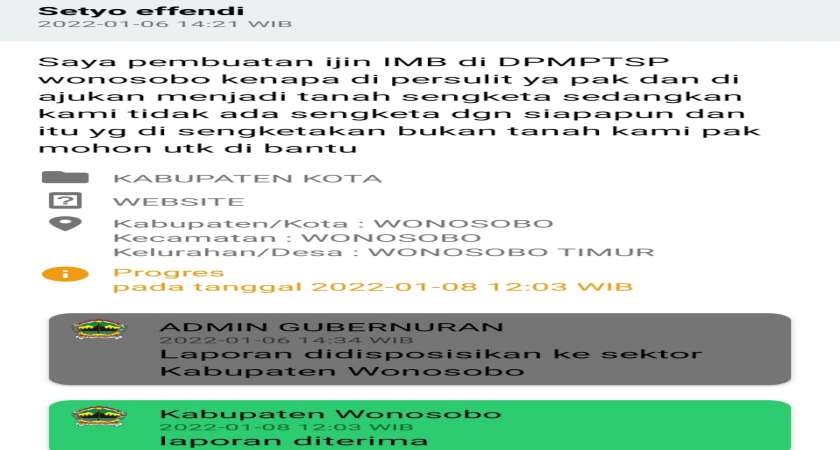 Setyo effendi
2022-01-06 14:21 WIB
Saya pembuatan ijin IMB di DPMPTSP
wonosobo kenapa di persulit ya pak dan di
ajukan menjadi tanah sengketa sedangkan
kami tidak ada sengketa dgn siapapun dan
itu yg di sengketakan bukan tanah kami pak
mohon utk di bantu
KABUPATEN KOTA
WEBSITE
Kabupaten/Kota : WONOSOBO
Kecamatan : WONOSOBO
Kelurahan/Desa : WONOSOBO TIMUR
Progres
pada tanggal 2022-01-08 12:03 WIB
ADMIN GUBERNURAN
2022-01-06 14:34 WIB
Laporan didisposisikan ke sektor
Kabupaten Wonosobo
Kabupaten Wonosobo
2022-01-08 12:03 WIB
laporan diterima